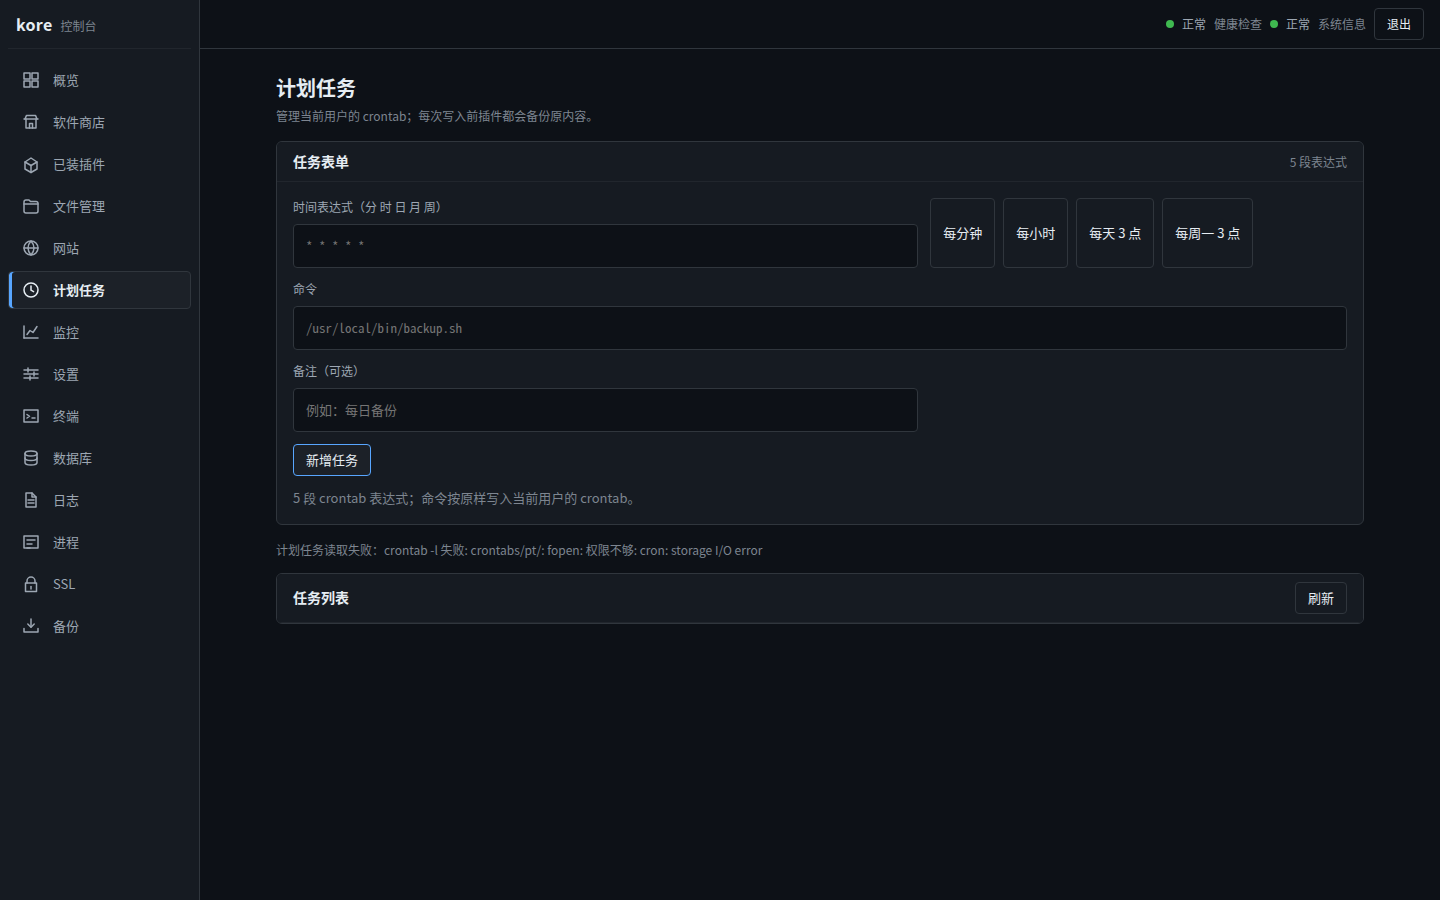 kore 控制台
正常 健康检查 正常 系统信息 退出
概览
软件商店
已装插件
文件管理
网站
计划任务
监控
设置
终端
数据库
日志
进程
SSL
备份
计划任务
管理当前用户的 crontab；每次写入前插件都会备份原内容。
任务表单 5 段表达式
时间表达式（分 时 日 月 周）
* * * * *
每分钟 每小时 每天 3 点 每周一 3 点
命令
/usr/local/bin/backup.sh
备注（可选）
例如：每日备份
新增任务
5 段 crontab 表达式；命令按原样写入当前用户的 crontab。
计划任务读取失败：crontab -l 失败: crontabs/pt/: fopen: 权限不够: cron: storage I/O error
任务列表 刷新